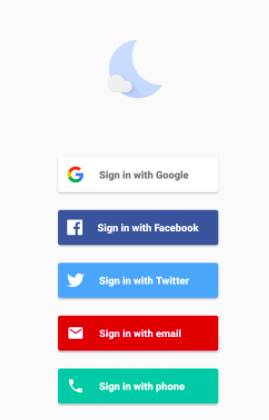 Sign in with Google
Sign in with Facebook
Sign in with Twitter
Sign in with email
Sign in with phone